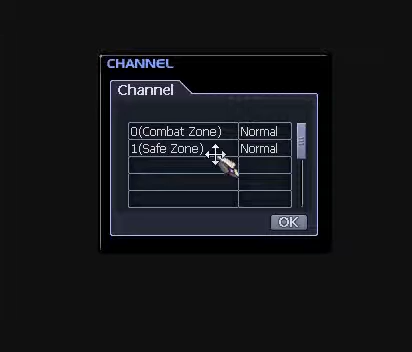 CHANNEL
Channel
0(Combat Zone) Normal
1(Safe Zone) Normal
OK